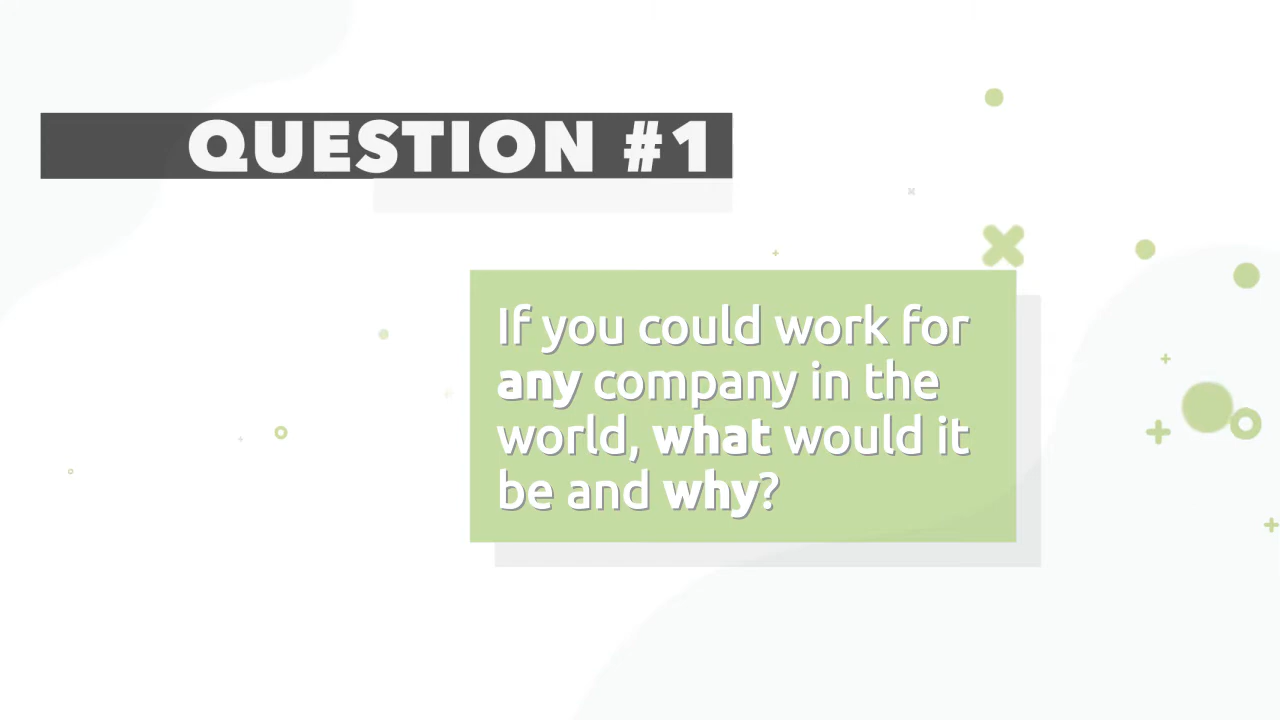 QUESTION #1
If you could work for
any company in the
world, what would it
be and why?